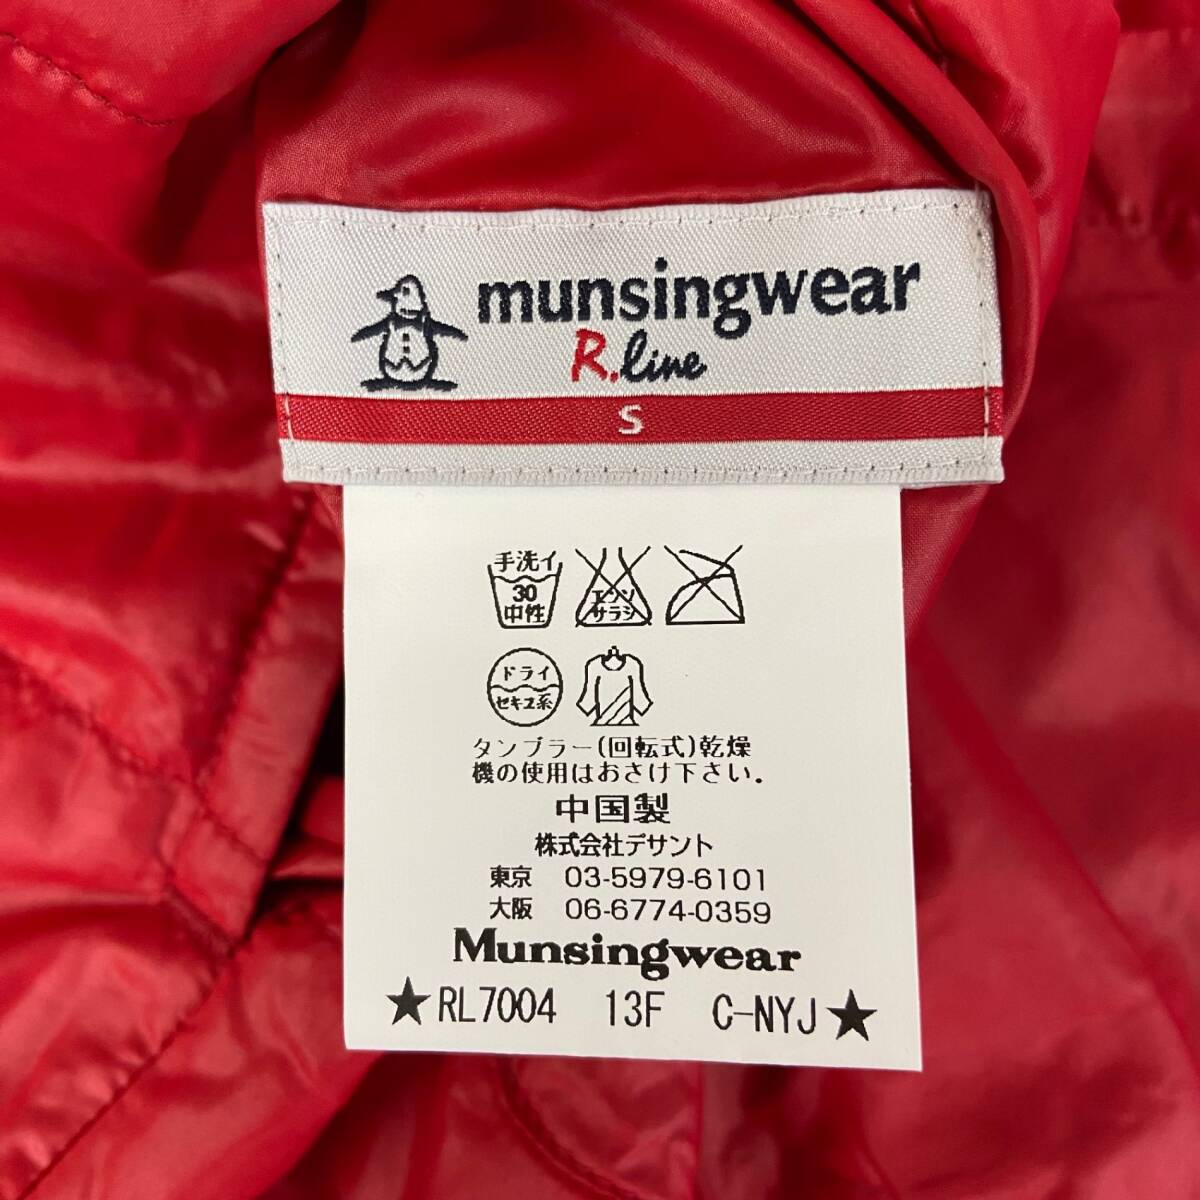 munsingwear
R.line
S
手洗イ
30
中性
エンソ
サラシ
ドライ
セキユ系
タンブラー(回転式)乾燥
機の使用はおさけ下さい。
中国製
株式会社デサント
東京 03-5979-6101
大阪 06-6774-0359
Munsingwear
★RL7004 13F C-NYJ★